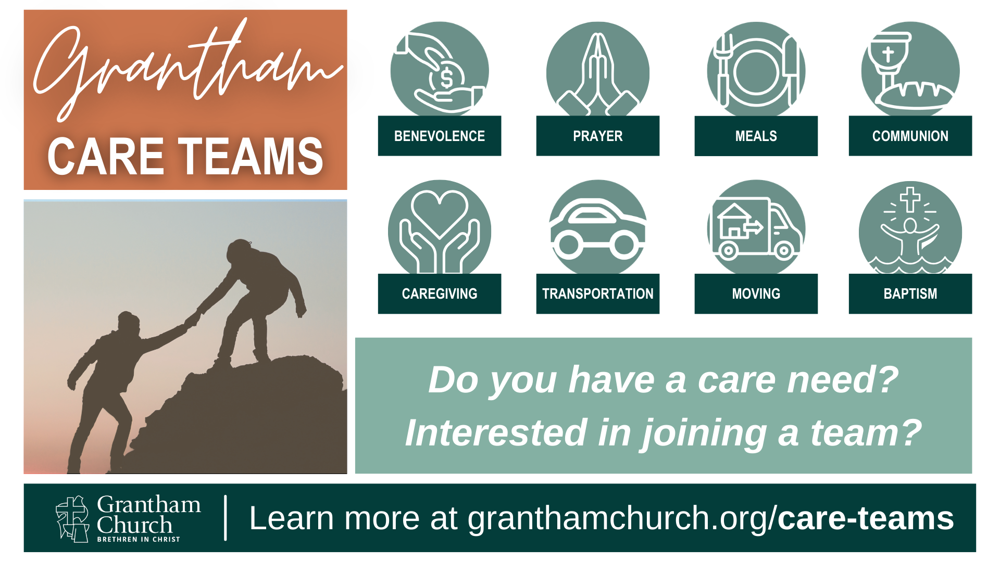 Grantham
CARE TEAMS
$
BENEVOLENCE
PRAYER
MEALS
COMMUNION
CAREGIVING
TRANSPORTATION
MOVING
BAPTISM
Do you have a care need?
Interested in joining a team?
Grantham
Church
BRETHREN IN CHRIST
Learn more at granthamchurch.org/care-teams